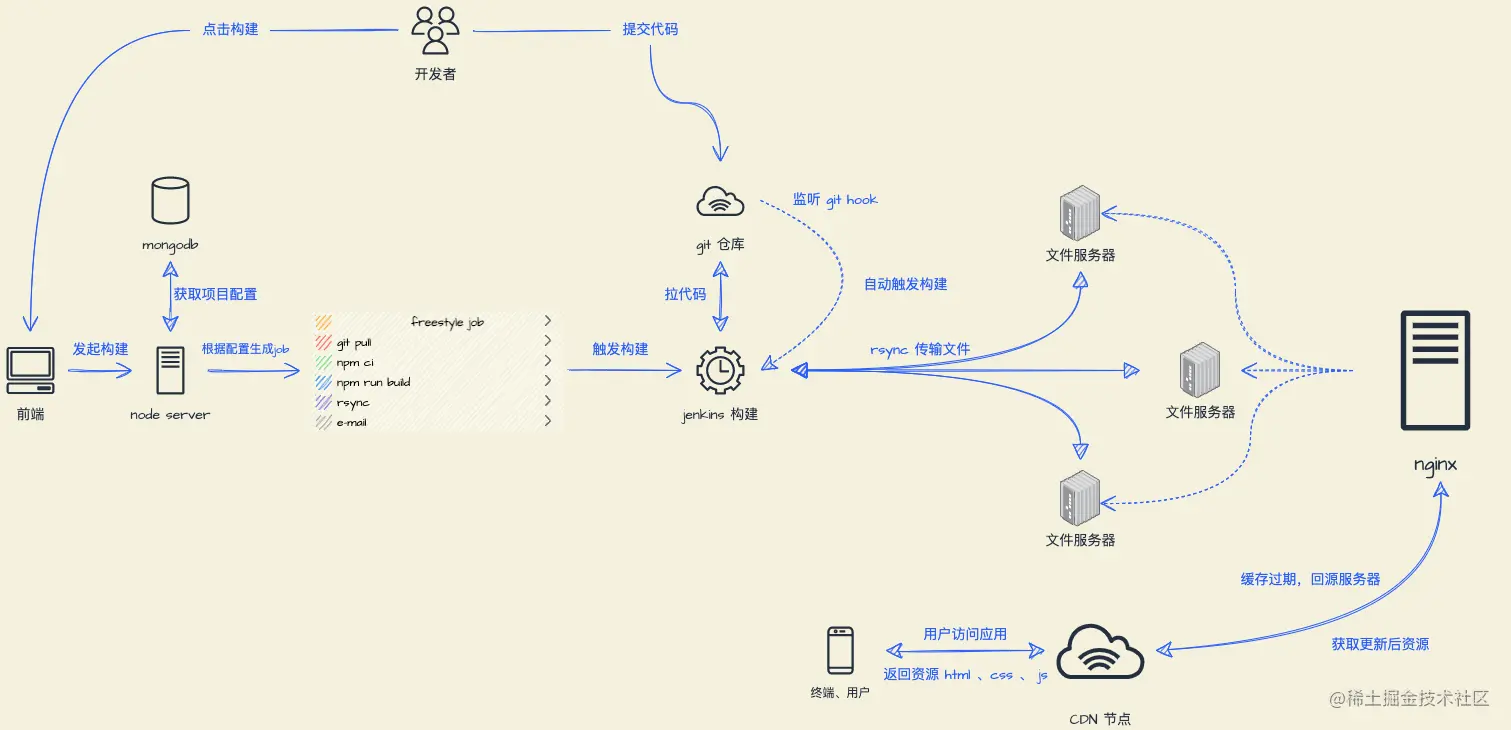 点击构建
提交代码
开发者
监听 git hook
mongodb
git 仓库
文件服务器
获取项目配置
拉代码
自动触发构建
freestyle job
git pull
npm ci
npm run build
rsync
e-mail
发起构建
根据配置生成job
触发构建
rsync 传输文件
前端
node server
jenkins 构建
文件服务器
nginx
文件服务器
缓存过期，回源服务器
用户访问应用
获取更新后资源
返回资源 html 、css 、 js
终端、用户
CDN 节点
@稀土掘金技术社区